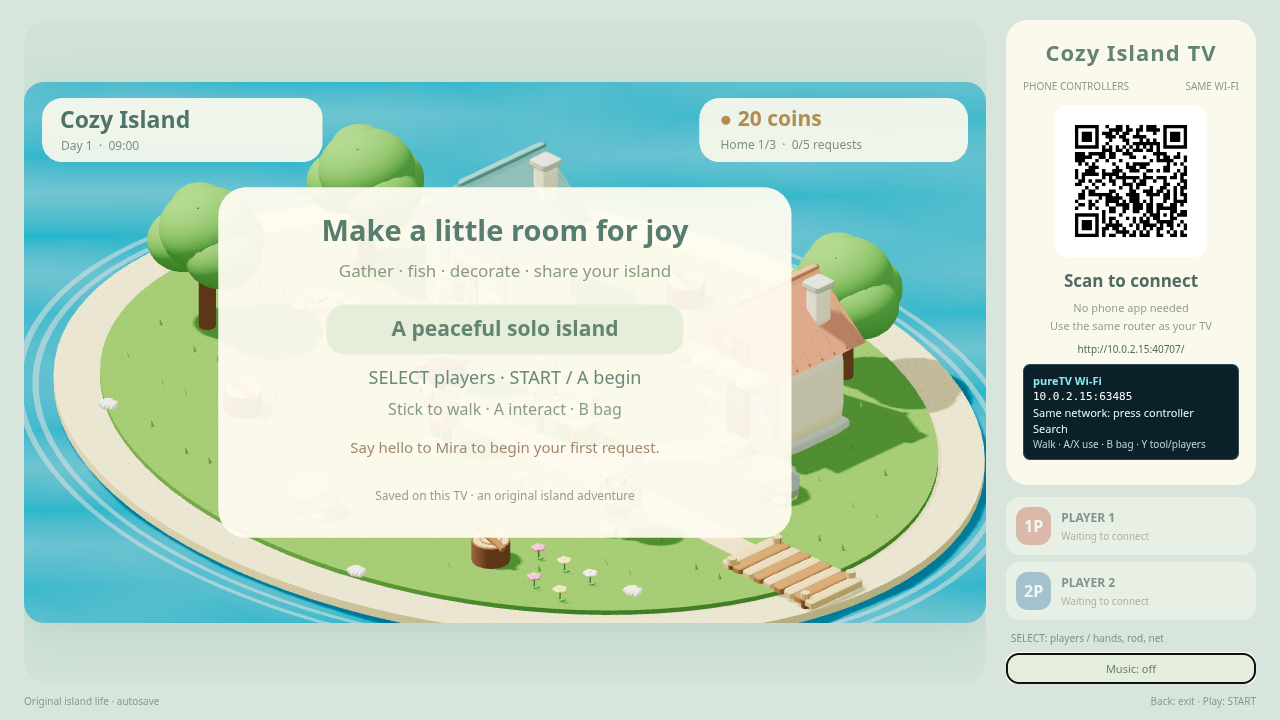 Cozy Island
Day 1 · 09:00
● 20 coins
Home 1/3 · 0/5 requests
Make a little room for joy
Gather · fish · decorate · share your island
A peaceful solo island
SELECT players · START / A begin
Stick to walk · A interact · B bag
Say hello to Mira to begin your first request.
Saved on this TV · an original island adventure
Cozy Island TV
PHONE CONTROLLERS SAME WI-FI
Scan to connect
No phone app needed
Use the same router as your TV
http://10.0.2.15:40707/
pureTV Wi-Fi
10.0.2.15:63485
Same network: press controller
Search
Walk · A/X use · B bag · Y tool/players
1P PLAYER 1
Waiting to connect
2P PLAYER 2
Waiting to connect
SELECT: players / hands, rod, net
Music: off
Original island life · autosave
Back: exit · Play: START